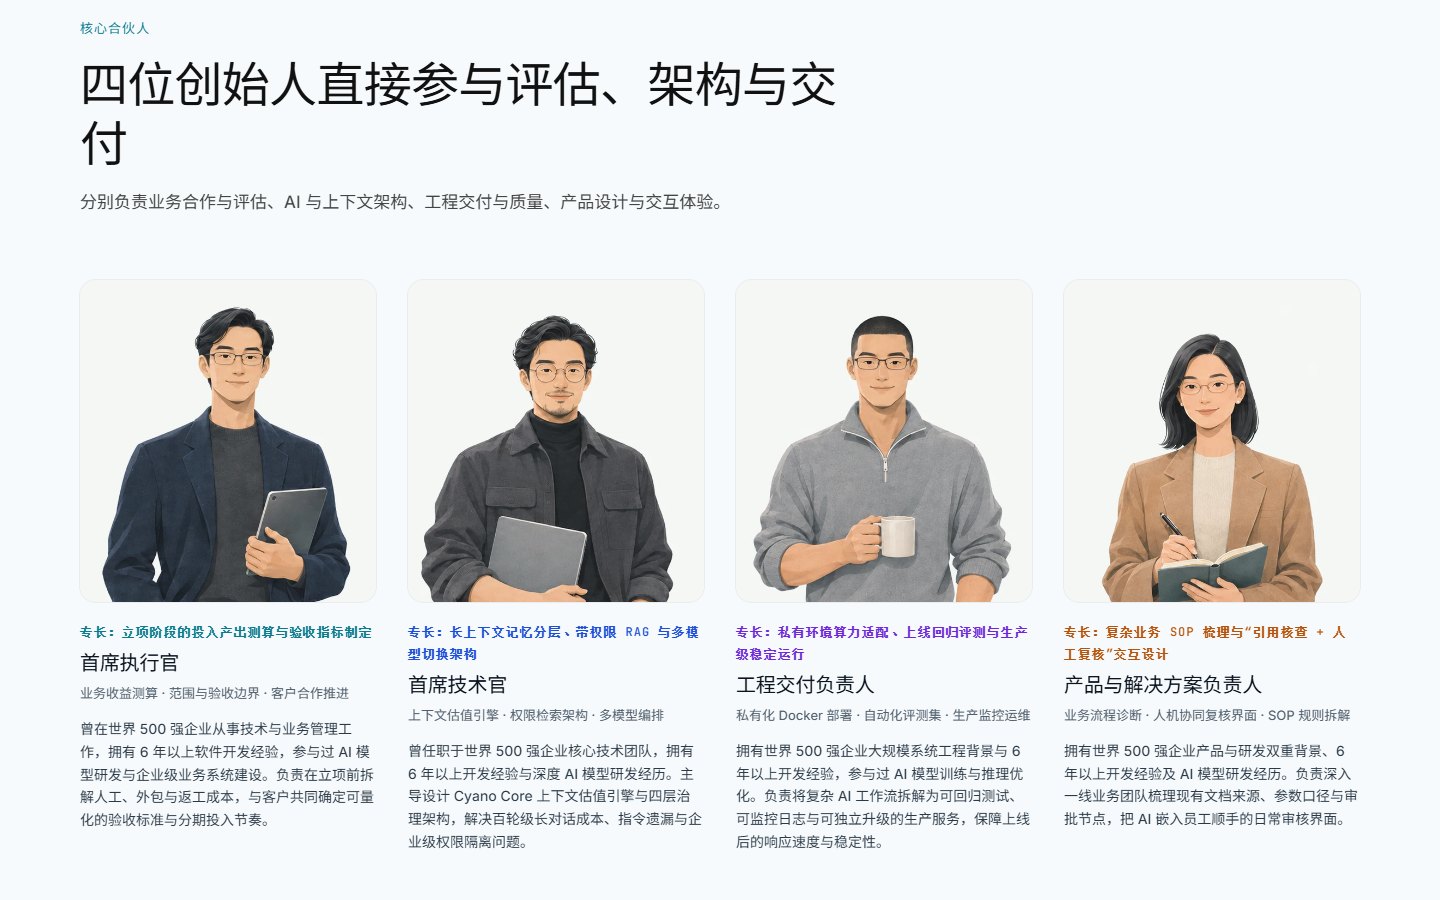 核心合伙人
四位创始人直接参与评估、架构与交
付
分别负责业务合作与评估、AI 与上下文架构、工程交付与质量、产品设计与交互体验。
专长：立项阶段的投入产出测算与验收指标制定
首席执行官
业务收益测算 · 范围与验收边界 · 客户合作推进
曾在世界 500 强企业从事技术与业务管理工
作，拥有 6 年以上软件开发经验，参与过 AI 模
型研发与企业级业务系统建设。负责在立项前拆
解人工、外包与返工成本，与客户共同确定可量
化的验收标准与分期投入节奏。
专长：长上下文记忆分层、带权限 RAG 与多模
型切换架构
首席技术官
上下文估值引擎 · 权限检索架构 · 多模型编排
曾任职于世界 500 强企业核心技术团队，拥有
6 年以上开发经验与深度 AI 模型研发经历。主
导设计 Cyano Core 上下文估值引擎与四层治
理架构，解决百轮级长对话成本、指令遗漏与企
业级权限隔离问题。
专长：私有环境算力适配、上线回归评测与生产
级稳定运行
工程交付负责人
私有化 Docker 部署 · 自动化评测集 · 生产监控运维
拥有世界 500 强企业大规模系统工程背景与 6
年以上开发经验，参与过 AI 模型训练与推理优
化。负责将复杂 AI 工作流拆解为可回归测试、
可监控日志与可独立升级的生产服务，保障上线
后的响应速度与稳定性。
专长：复杂业务 SOP 梳理与“引用核查 + 人
工复核”交互设计
产品与解决方案负责人
业务流程诊断 · 人机协同复核界面 · SOP 规则拆解
拥有世界 500 强企业产品与研发双重背景、6
年以上开发经验及 AI 模型研发经历。负责深入
一线业务团队梳理现有文档来源、参数口径与审
批节点，把 AI 嵌入员工顺手的日常审核界面。